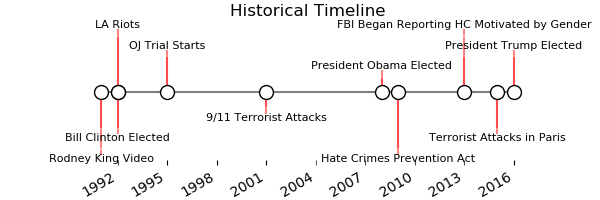 Historical Timeline
LA Riots
FBI Began Reporting HC Motivated by Gender
OJ Trial Starts
President Trump Elected
President Obama Elected
9/11 Terrorist Attacks
Bill Clinton Elected
Terrorist Attacks in Paris
Rodney King Video
Hate Crimes Prevention Act
1992 1995 1998 2001 2004 2007 2010 2013 2016